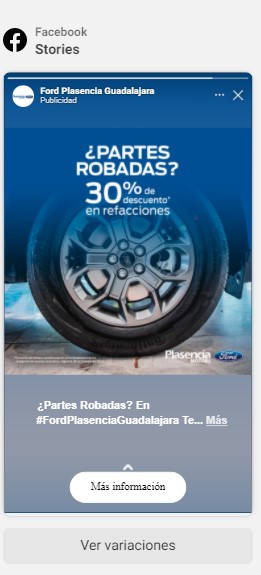 Facebook
Stories
Ford Plasencia Guadalajara
Publicidad
¿PARTES
ROBADAS?
30% de
descuento*
en refacciones
Plasencia
Ford
¿Partes Robadas? En
#FordPlasenciaGuadalajara Te... Más
Más información
Ver variaciones